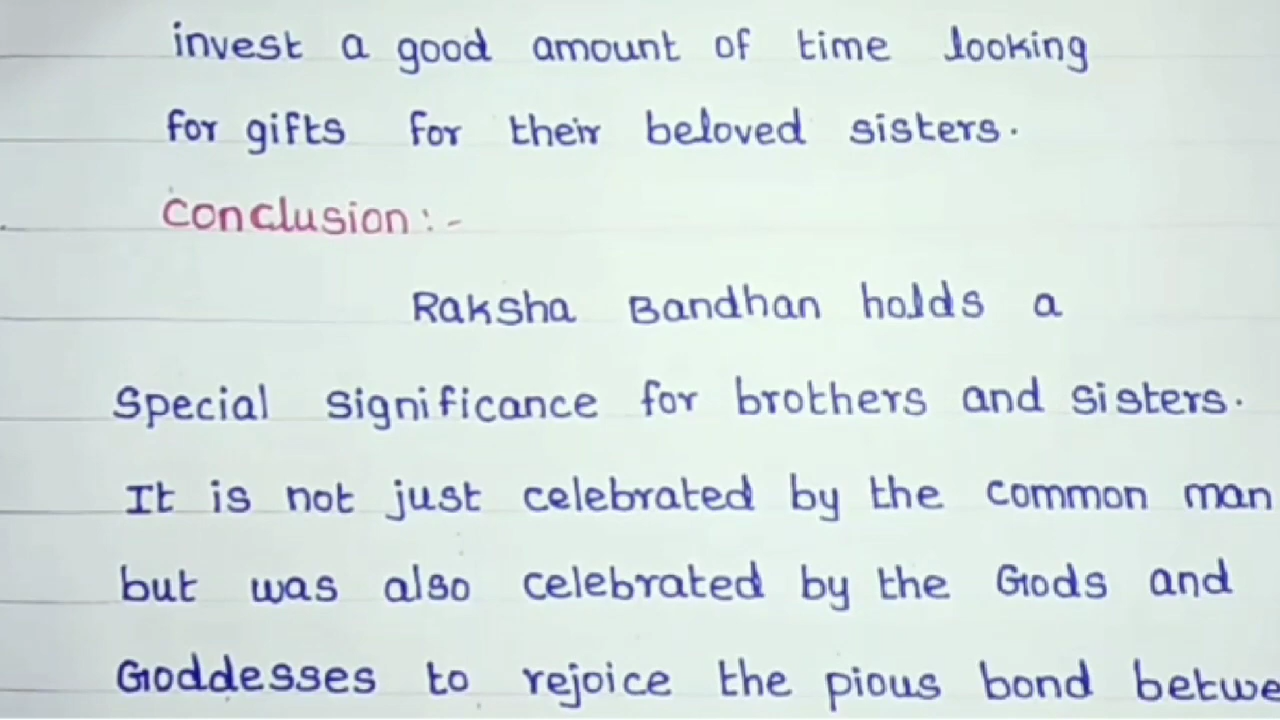 invest a good amount of time looking
for gifts for their beloved sisters.
Conclusion:-
Raksha Bandhan holds a
Special significance for brothers and sisters.
It is not just celebrated by the common man
but was also celebrated by the Gods and
Goddesses to rejoice the pious bond betwe